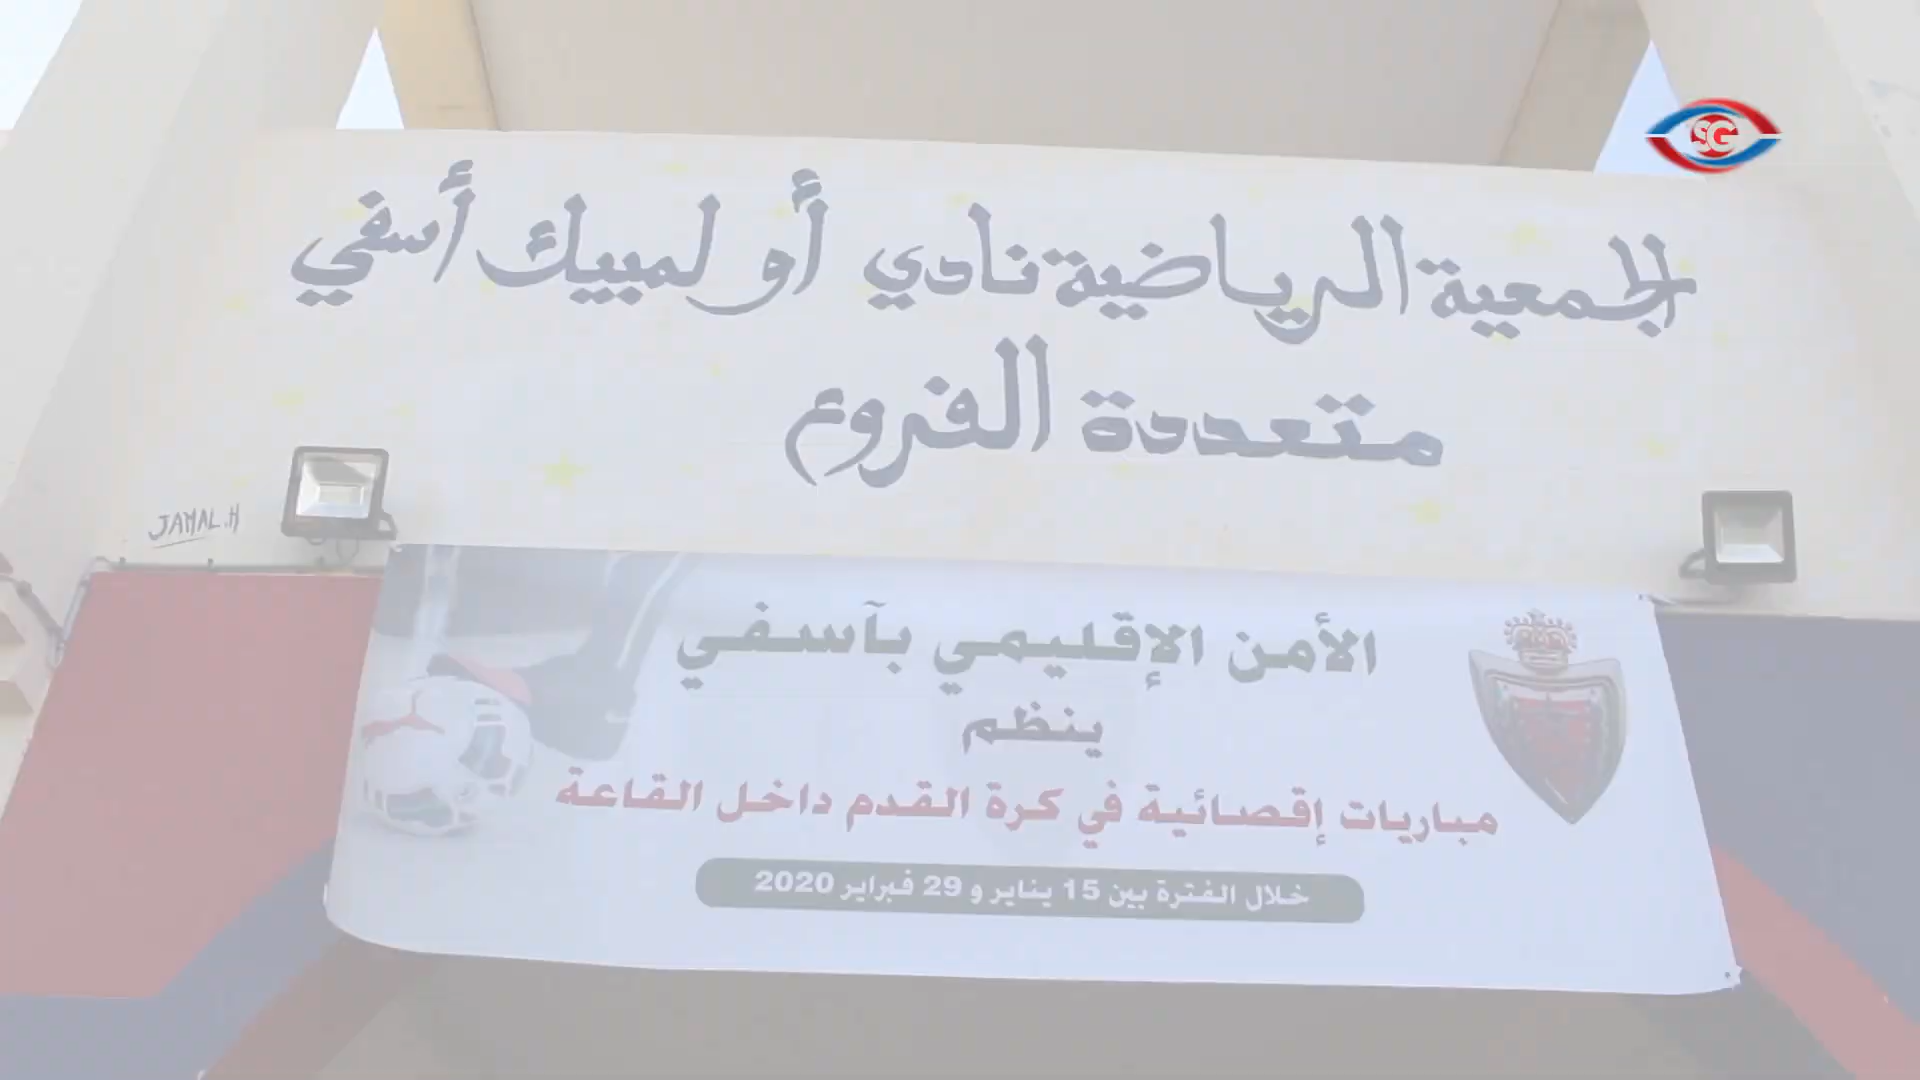 SG
الجمعية الرياضية نادي أولمبيك أسفي
متعددة الفروع
JAMAL.H
الأمن الإقليمي بآسفي
ينظم
مباريات إقصائية في كرة القدم داخل القاعة
خلال الفترة بين 15 يناير و 29 فبراير 2020